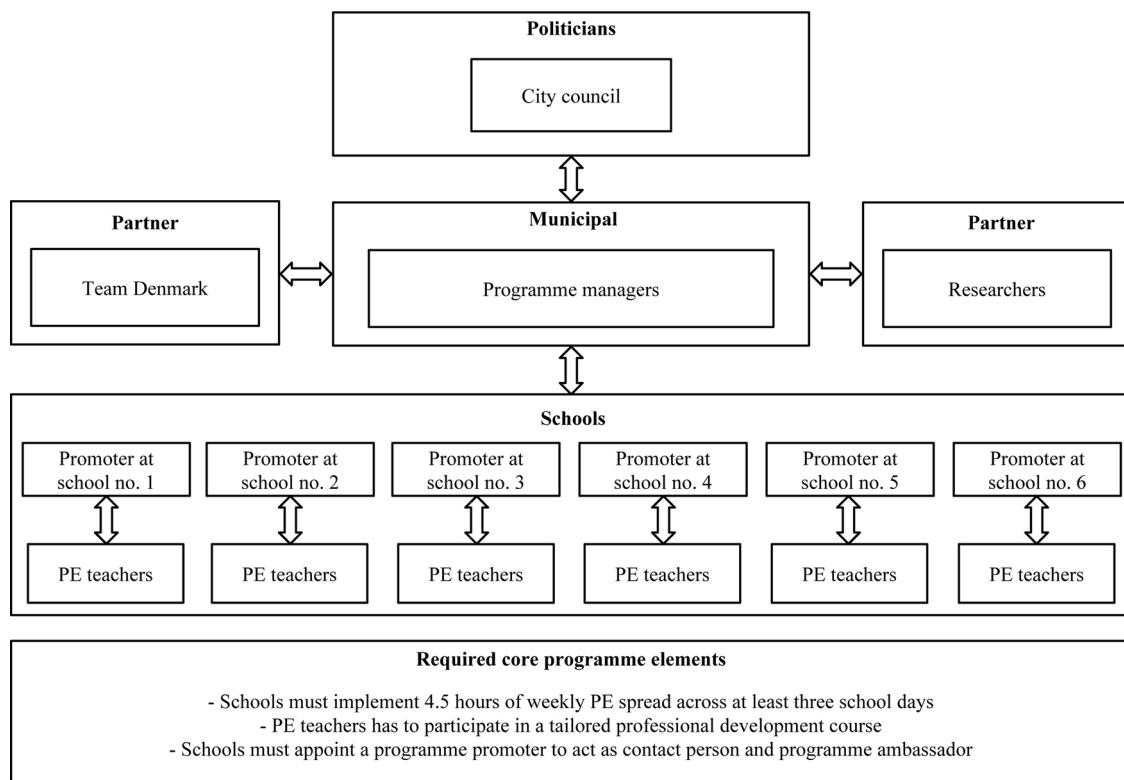 Politicians
City council
Partner
Team Denmark
Municipal
Programme managers
Partner
Researchers
Schools
Promoter at
school no. 1
Promoter at
school no. 2
Promoter at
school no. 3
Promoter at
school no. 4
Promoter at
school no. 5
Promoter at
school no. 6
PE teachers
PE teachers
PE teachers
PE teachers
PE teachers
PE teachers
Required core programme elements
- Schools must implement 4.5 hours of weekly PE spread across at least three school days
- PE teachers has to participate in a tailored professional development course
- Schools must appoint a programme promoter to act as contact person and programme ambassador